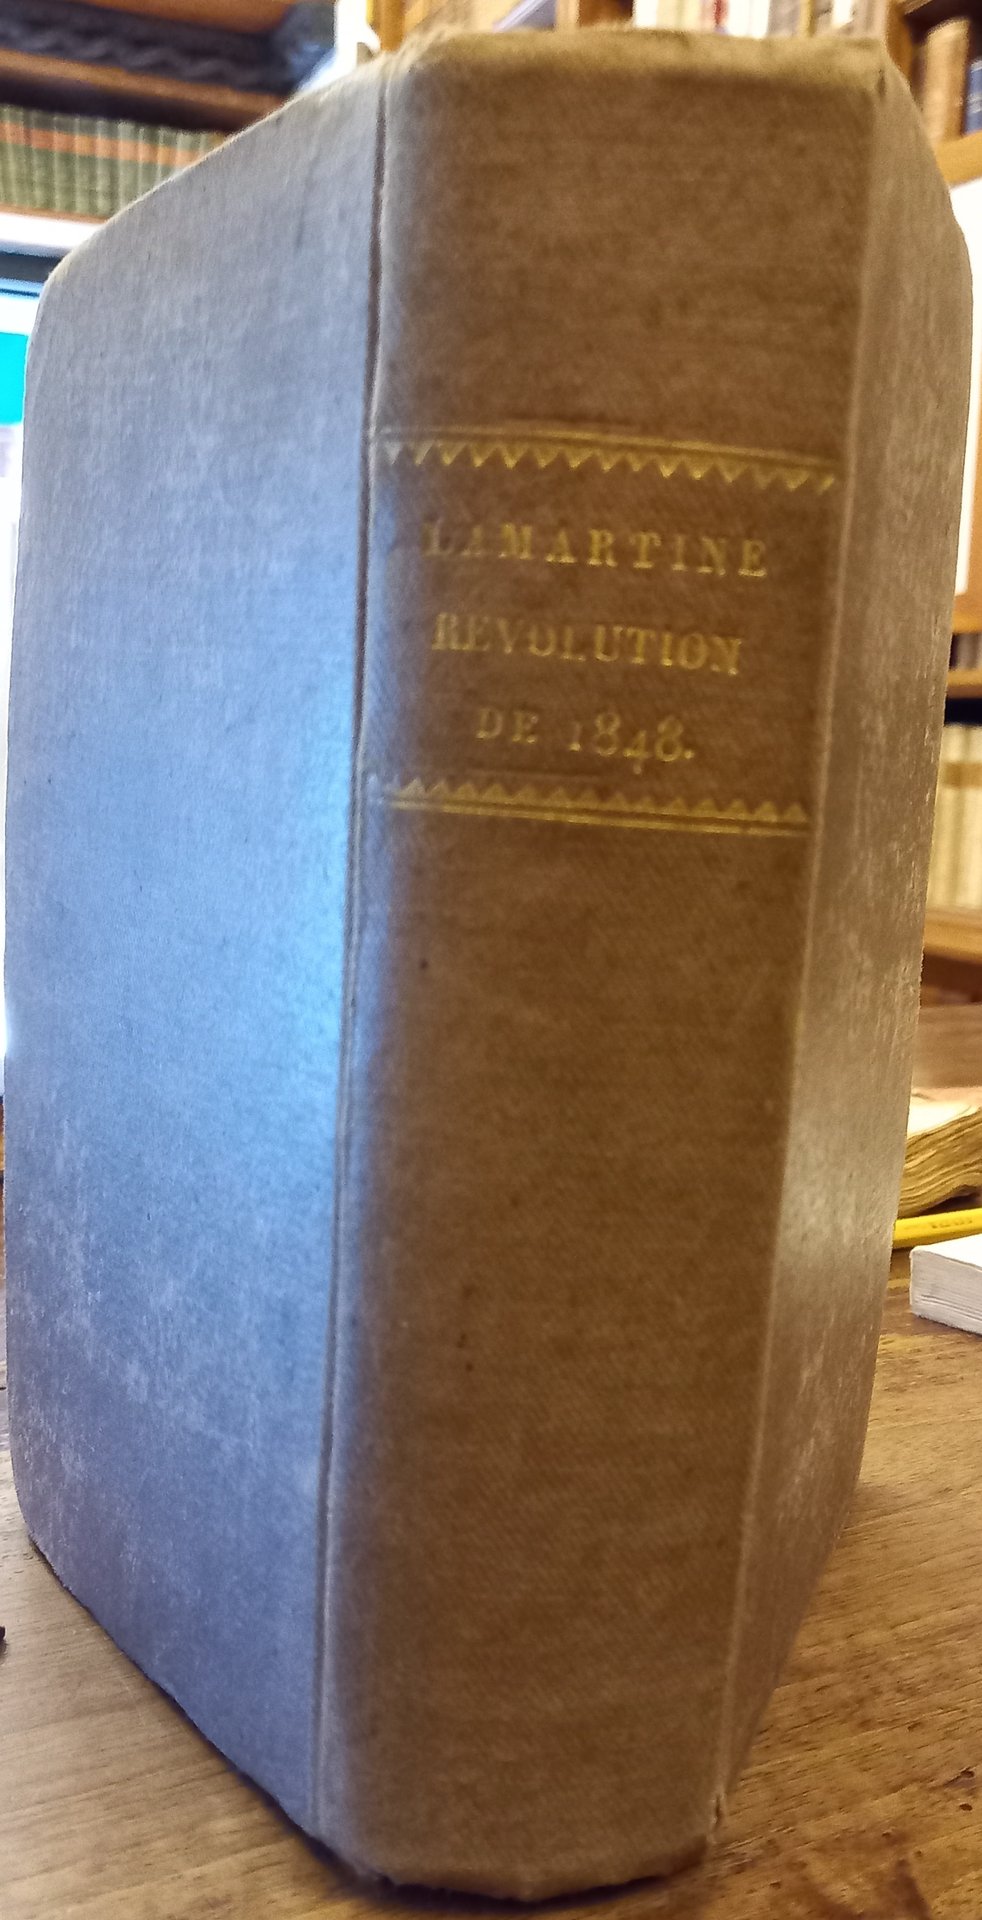 LAMARTINE
REVOLUTION
DE 1848.